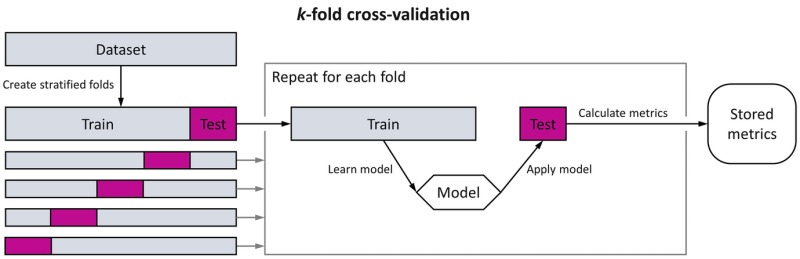 k-fold cross-validation
Dataset
Create stratified folds
Train
Test
Repeat for each fold
Train
Test
Calculate metrics
Stored
metrics
Learn model
Apply model
Model